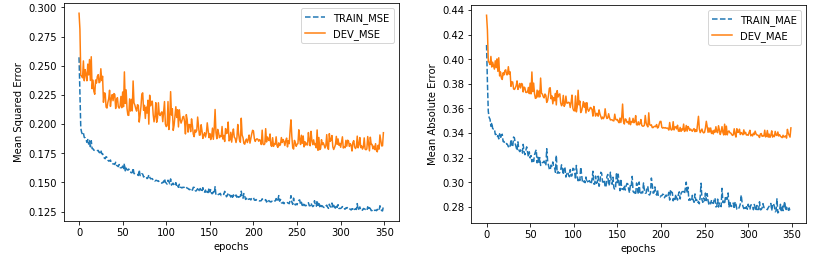 0.300
0.275
0.250
0.225
0.200
0.175
0.150
0.125
Mean Squared Error
TRAIN_MSE
DEV_MSE
0 50 100 150 200 250 300 350
epochs
0.44
0.42
0.40
0.38
0.36
0.34
0.32
0.30
0.28
Mean Absolute Error
TRAIN_MAE
DEV_MAE
0 50 100 150 200 250 300 350
epochs